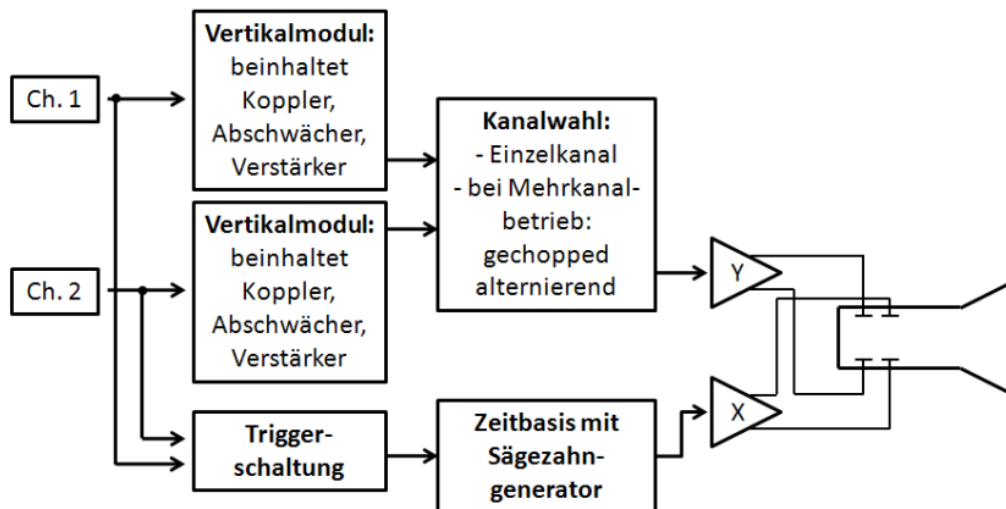 Ch. 1
Vertikalmodul:
beinhaltet
Koppler,
Abschwächer,
Verstärker
Kanalwahl:
- Einzelkanal
- bei Mehrkanal-
betrieb:
gechopped
alternierend
Ch. 2
Vertikalmodul:
beinhaltet
Koppler,
Abschwächer,
Verstärker
Y
X
Trigger-
schaltung
Zeitbasis mit
Sägezahn-
generator